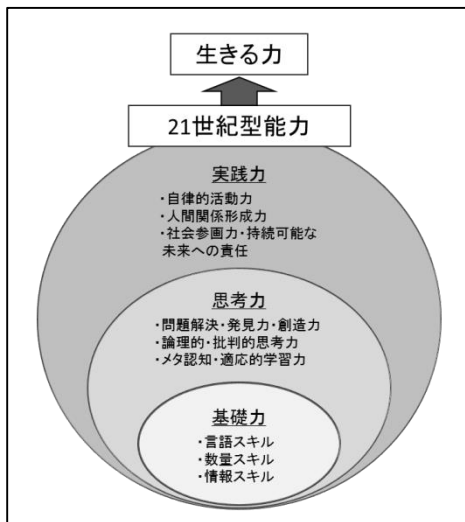 生きる力
21世紀型能力
実践力
・自律的活動力
・人間関係形成力
・社会参画力・持続可能な
未来への責任
思考力
・問題解決・発見力・創造力
・論理的・批判的思考力
・メタ認知・適応的学習力
基礎力
・言語スキル
・数量スキル
・情報スキル